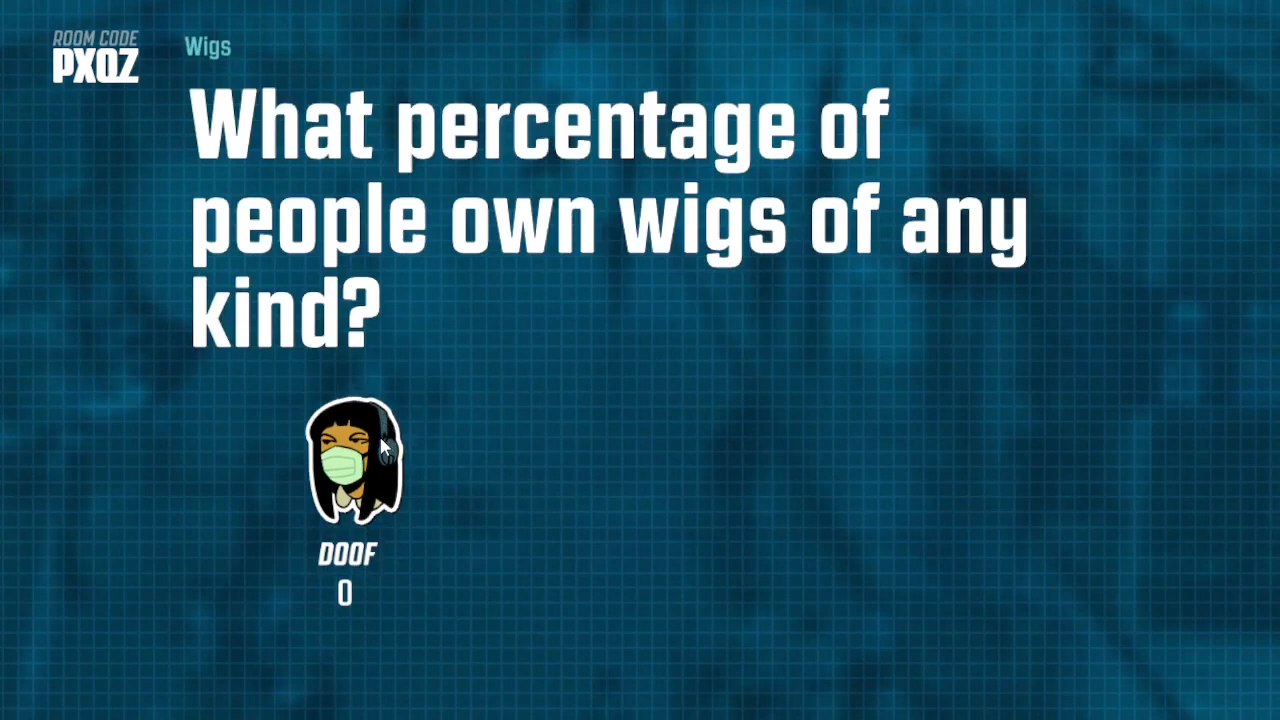 ROOM CODE
PXQZ
Wigs
What percentage of
people own wigs of any
kind?
DOOF
0